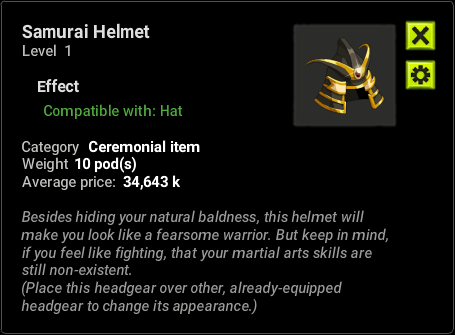 Samurai Helmet
Level 1
Effect
Compatible with: Hat
Category Ceremonial item
Weight 10 pod(s)
Average price: 34,643 k
Besides hiding your natural baldness, this helmet will
make you look like a fearsome warrior. But keep in mind,
if you feel like fighting, that your martial arts skills are
still non-existent.
(Place this headgear over other, already-equipped
headgear to change its appearance.)